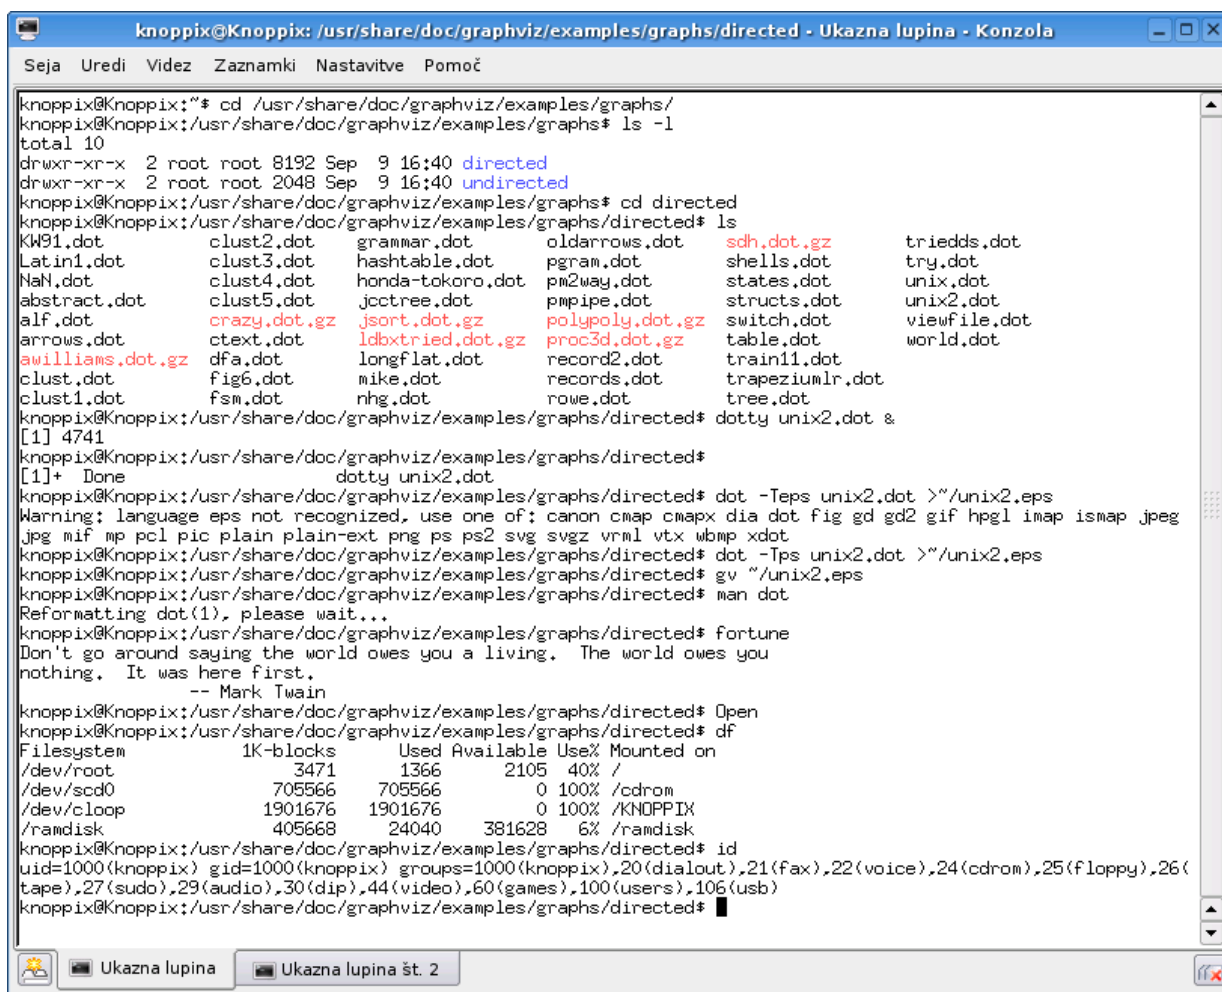 knoppix@Knoppix: /usr/share/doc/graphviz/examples/graphs/directed - Ukazna lupina - Konzola
Seja Uredi Videz Zaznamki Nastavitve Pomoč
knoppix@Knoppix:~$ cd /usr/share/doc/graphviz/examples/graphs/
knoppix@Knoppix:/usr/share/doc/graphviz/examples/graphs$ ls -l
total 10
drwxr-xr-x  2 root root 8192 Sep  9 16:40 directed
drwxr-xr-x  2 root root 2048 Sep  9 16:40 undirected
knoppix@Knoppix:/usr/share/doc/graphviz/examples/graphs$ cd directed
knoppix@Knoppix:/usr/share/doc/graphviz/examples/graphs/directed$ ls
KW91.dot          clust2.dot    grammar.dot       oldarrows.dot    sdh.dot.gz       triedds.dot
Latin1.dot        clust3.dot    hashtable.dot     pgram.dot        shells.dot       try.dot
NaN.dot           clust4.dot    honda-tokoro.dot  pm2way.dot       states.dot       unix.dot
abstract.dot      clust5.dot    jcctree.dot       pmpipe.dot       structs.dot      unix2.dot
alf.dot           crazy.dot.gz  jsort.dot.gz      polypoly.dot.gz  switch.dot       viewfile.dot
arrows.dot        ctext.dot     ldbxtried.dot.gz  proc3d.dot.gz    table.dot        world.dot
awilliams.dot.gz  dfa.dot       longflat.dot      record2.dot      train11.dot
clust.dot         fig6.dot      mike.dot          records.dot      trapeziumlr.dot
clust1.dot        fsm.dot       nhg.dot           rowe.dot         tree.dot
knoppix@Knoppix:/usr/share/doc/graphviz/examples/graphs/directed$ dotty unix2.dot &
[1] 4741
knoppix@Knoppix:/usr/share/doc/graphviz/examples/graphs/directed$
[1]+  Done                    dotty unix2.dot
knoppix@Knoppix:/usr/share/doc/graphviz/examples/graphs/directed$ dot -Teps unix2.dot >~/unix2.eps
Warning: language eps not recognized, use one of: canon cmap cmapx dia dot fig gd gd2 gif hpgl imap ismap jpeg
jpg mif mp pcl pic plain plain-ext png ps ps2 svg svgz vrml vtx wbmp xdot
knoppix@Knoppix:/usr/share/doc/graphviz/examples/graphs/directed$ dot -Tps unix2.dot >~/unix2.eps
knoppix@Knoppix:/usr/share/doc/graphviz/examples/graphs/directed$ gv ~/unix2.eps
knoppix@Knoppix:/usr/share/doc/graphviz/examples/graphs/directed$ man dot
Reformatting dot(1), please wait...
knoppix@Knoppix:/usr/share/doc/graphviz/examples/graphs/directed$ fortune
Don't go around saying the world owes you a living.  The world owes you
nothing.  It was here first.
                -- Mark Twain
knoppix@Knoppix:/usr/share/doc/graphviz/examples/graphs/directed$ Open
knoppix@Knoppix:/usr/share/doc/graphviz/examples/graphs/directed$ df
Filesystem           1K-blocks      Used Available Use% Mounted on
/dev/root                 3471      1366      2105  40% /
/dev/scd0               705566    705566         0 100% /cdrom
/dev/cloop             1901676   1901676         0 100% /KNOPPIX
/ramdisk                405668     24040    381628   6% /ramdisk
knoppix@Knoppix:/usr/share/doc/graphviz/examples/graphs/directed$ id
uid=1000(knoppix) gid=1000(knoppix) groups=1000(knoppix),20(dialout),21(fax),22(voice),24(cdrom),25(floppy),26(
tape),27(sudo),29(audio),30(dip),44(video),60(games),100(users),106(usb)
knoppix@Knoppix:/usr/share/doc/graphviz/examples/graphs/directed$
Ukazna lupina Ukazna lupina št. 2